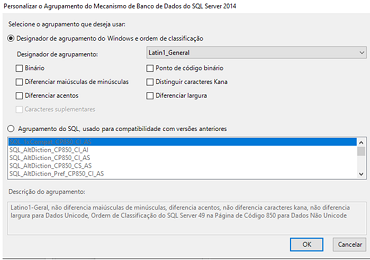 Personalizar o Agrupamento do Mecanismo de Banco de Dados do SQL Server 2014
Selecione o agrupamento que deseja usar:
Designador de agrupamento do Windows e ordem de classificação
Designador de agrupamento: Latin1_General
Binário Ponto de código binário
Diferenciar maiúsculas de minúsculas Distinguir caracteres Kana
Diferenciar acentos Diferenciar largura
Caracteres suplementares
Agrupamento do SQL, usado para compatibilidade com versões anteriores
SQL_AltDiction_CP850_CI_AI
SQL_AltDiction_CP850_CI_AS
SQL_AltDiction_CP850_CS_AS
SQL_AltDiction_Pref_CP850_CI_AS
Descrição do agrupamento:
Latino1-Geral, não diferencia maiúsculas de minúsculas, diferencia acentos, não diferencia caracteres kana, não diferencia
largura para Dados Unicode, Ordem de Classificação do SQL Server 49 na Página de Código 850 para Dados Não Unicode
OK Cancelar